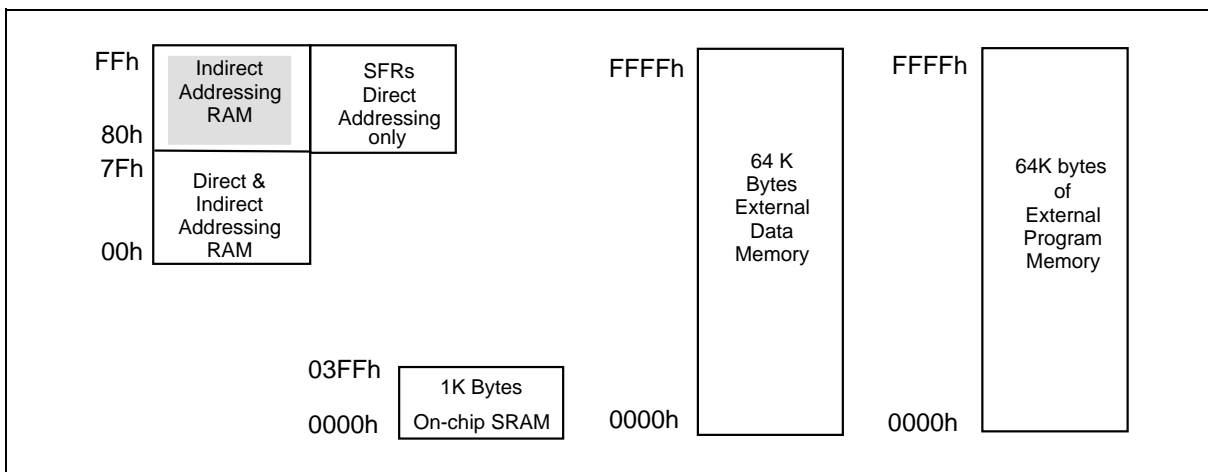 FFh
Indirect
Addressing
RAM
80h
SFRs
Direct
Addressing
only
7Fh
Direct &
Indirect
Addressing
RAM
00h
03FFh
1K Bytes
On-chip SRAM
0000h
FFFFh
64 K
Bytes
External
Data
Memory
0000h
FFFFh
64K bytes
of
External
Program
Memory
0000h